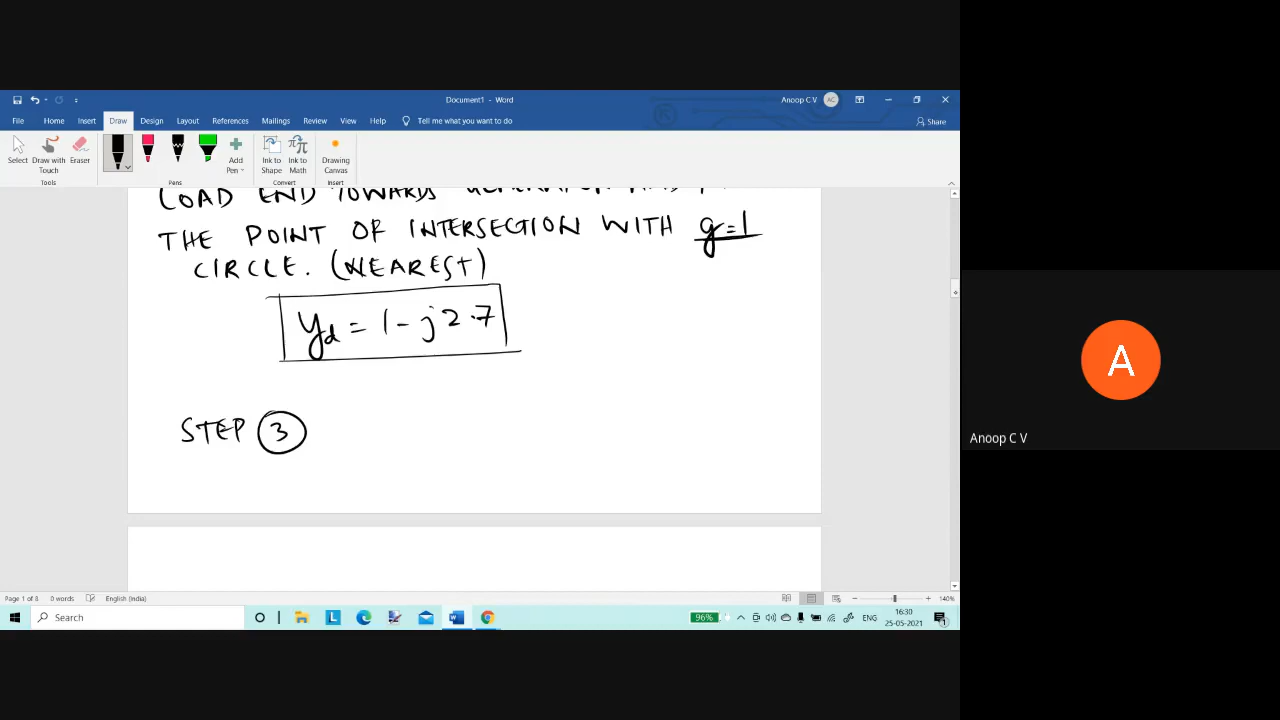 Document1 - Word
Anoop C V
AC
File Home Insert Draw Design Layout References Mailings Review View Help Tell me what you want to do
Share
Select Draw with Touch Eraser Add Pen Ink to Shape Ink to Math Drawing Canvas
Tools Pens Convert Insert
LOAD END TOWARDS
THE POINT OF INTERSECTION WITH g=1
CIRCLE. (NEAREST)
yd = 1 - j2.7
STEP 3
A
Anoop C V
Page 1 of 8 0 words English (India) 140%
Search
L
96% ENG 16:30
25-05-2021
1